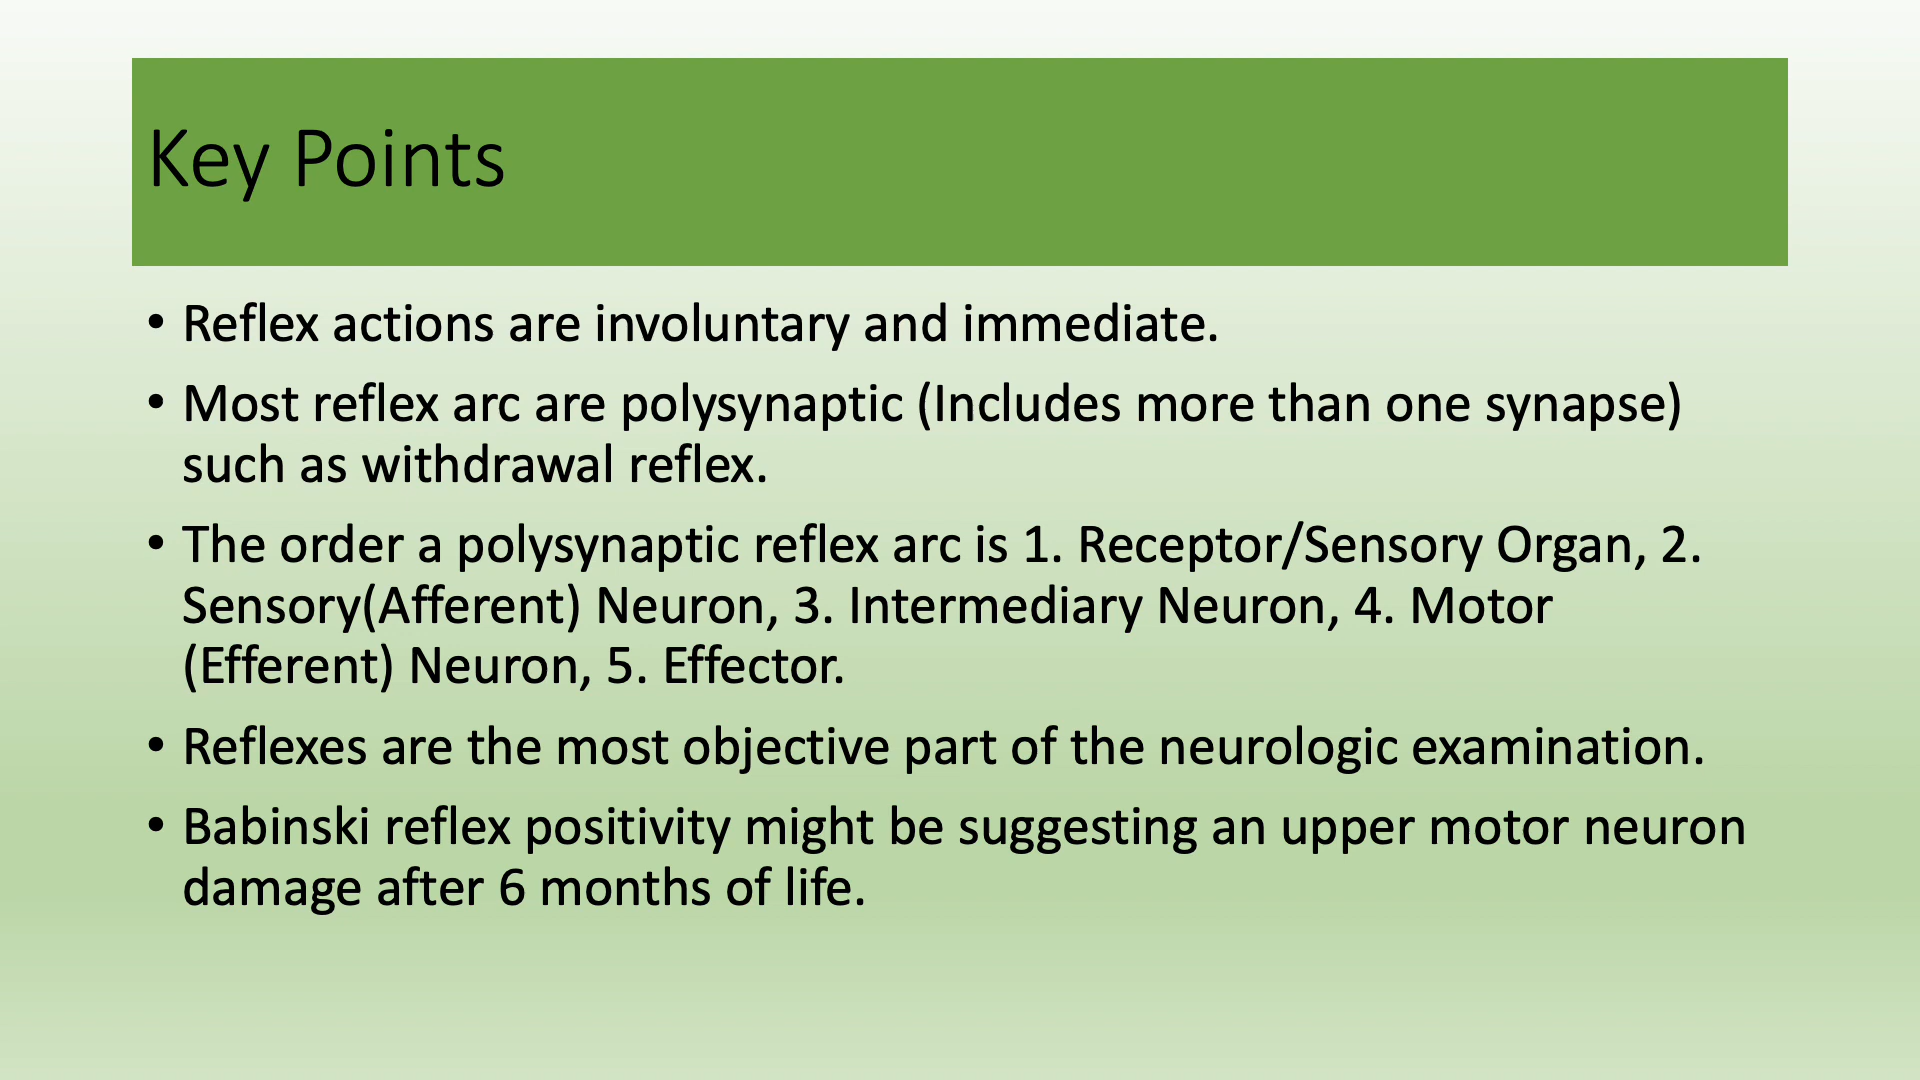 Key Points
• Reflex actions are involuntary and immediate.
• Most reflex arc are polysynaptic (Includes more than one synapse)
such as withdrawal reflex.
• The order a polysynaptic reflex arc is 1. Receptor/Sensory Organ, 2.
Sensory(Afferent) Neuron, 3. Intermediary Neuron, 4. Motor
(Efferent) Neuron, 5. Effector.
• Reflexes are the most objective part of the neurologic examination.
• Babinski reflex positivity might be suggesting an upper motor neuron
damage after 6 months of life.